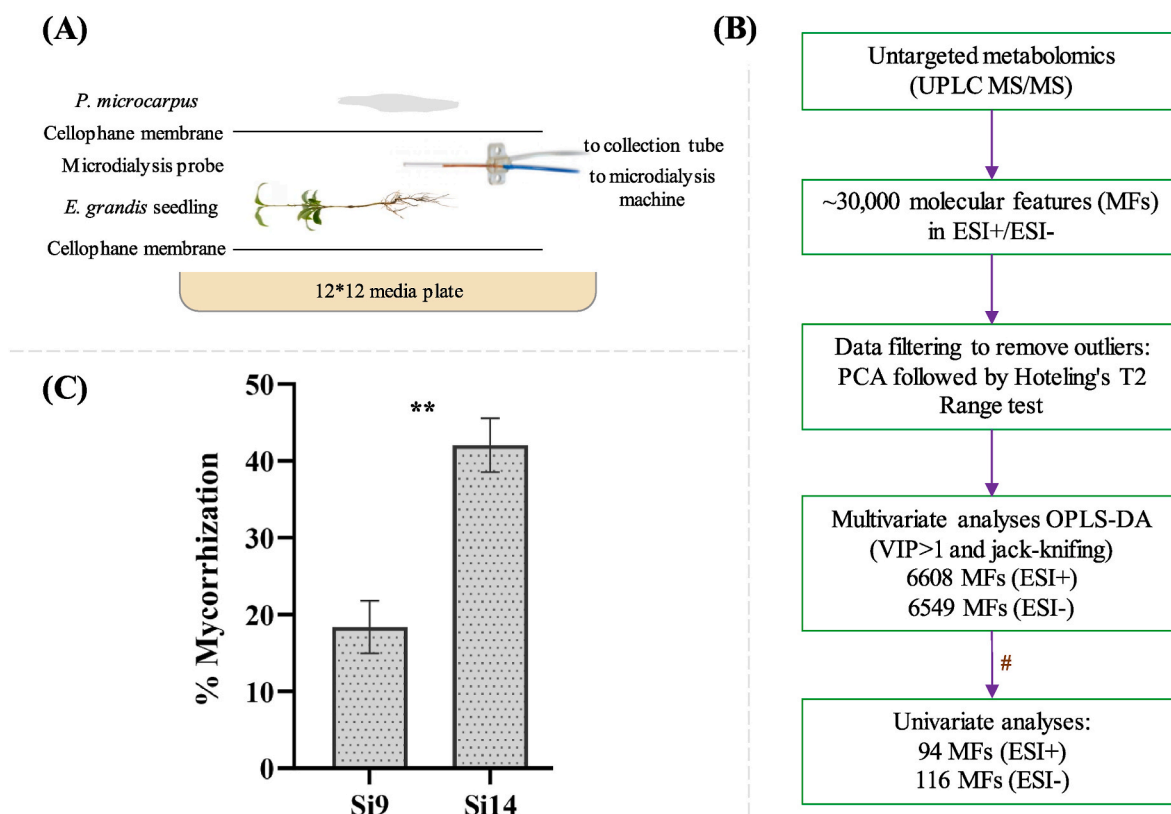 (A)
P. microcarpus
Cellophane membrane
Microdialysis probe
to collection tube
to microdialysis
machine
E. grandis seedling
Cellophane membrane
12*12 media plate
(B)
Untargeted metabolomics
(UPLC MS/MS)
~30,000 molecular features (MFs)
in ESI+/ESI-
Data filtering to remove outliers:
PCA followed by Hoteling's T2
Range test
Multivariate analyses OPLS-DA
(VIP>1 and jack-knifing)
6608 MFs (ESI+)
6549 MFs (ESI-)
#
Univariate analyses:
94 MFs (ESI+)
116 MFs (ESI-)
(C)
% Mycorrhization
50
40
30
20
10
0
**
Si9
Si14